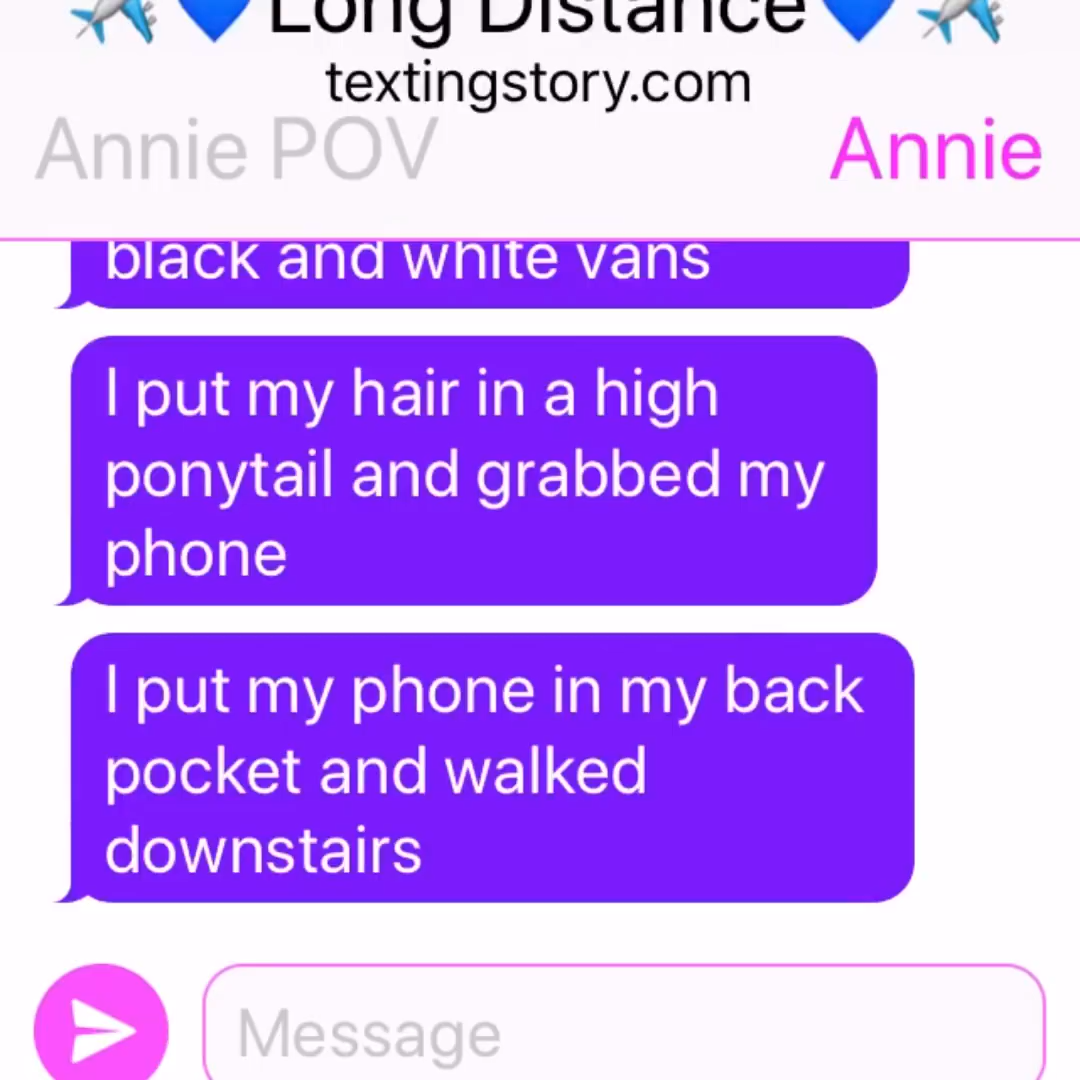 ✈️💙Long Distance💙✈️
textingstory.com
Annie POV
Annie
black and white vans
I put my hair in a high
ponytail and grabbed my
phone
I put my phone in my back
pocket and walked
downstairs
Message